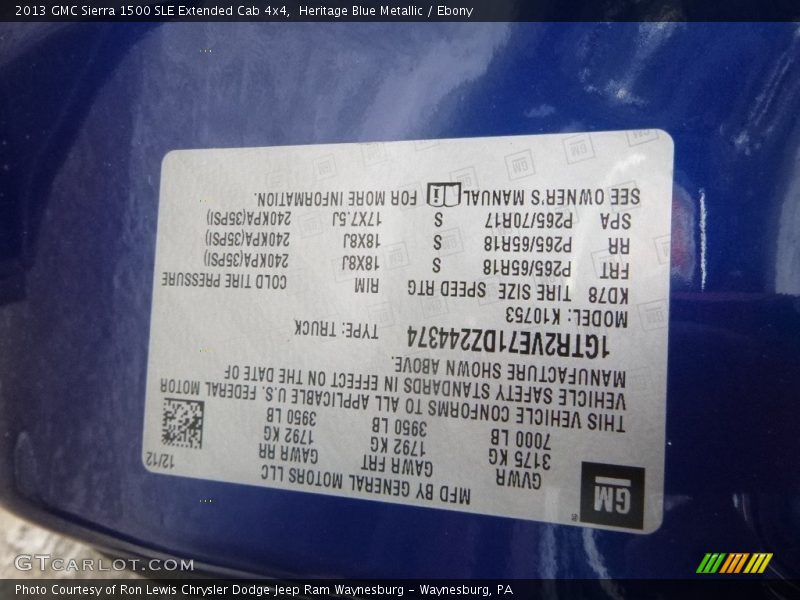 2013 GMC Sierra 1500 SLE Extended Cab 4x4, Heritage Blue Metallic / Ebony
GM ®
MFD BY GENERAL MOTORS LLC 12/12
GVWR GAWR FRT GAWR RR
3175 KG 1792 KG 1792 KG
7000 LB 3950 LB 3950 LB
THIS VEHICLE CONFORMS TO ALL APPLICABLE U.S. FEDERAL MOTOR
VEHICLE SAFETY STANDARDS IN EFFECT ON THE DATE OF
MANUFACTURE SHOWN ABOVE.
1GTR2VE71DZ244374 TYPE: TRUCK
MODEL: K10753
KD78 TIRE SIZE SPEED RTG RIM COLD TIRE PRESSURE
FRT P265/65R18 S 18X8J 240KPA(35PSI)
RR P265/65R18 S 18X8J 240KPA(35PSI)
SPA P265/70R17 S 17X7.5J 240KPA(35PSI)
SEE OWNER'S MANUAL FOR MORE INFORMATION.
GTCARLOT.COM
Photo Courtesy of Ron Lewis Chrysler Dodge Jeep Ram Waynesburg - Waynesburg, PA